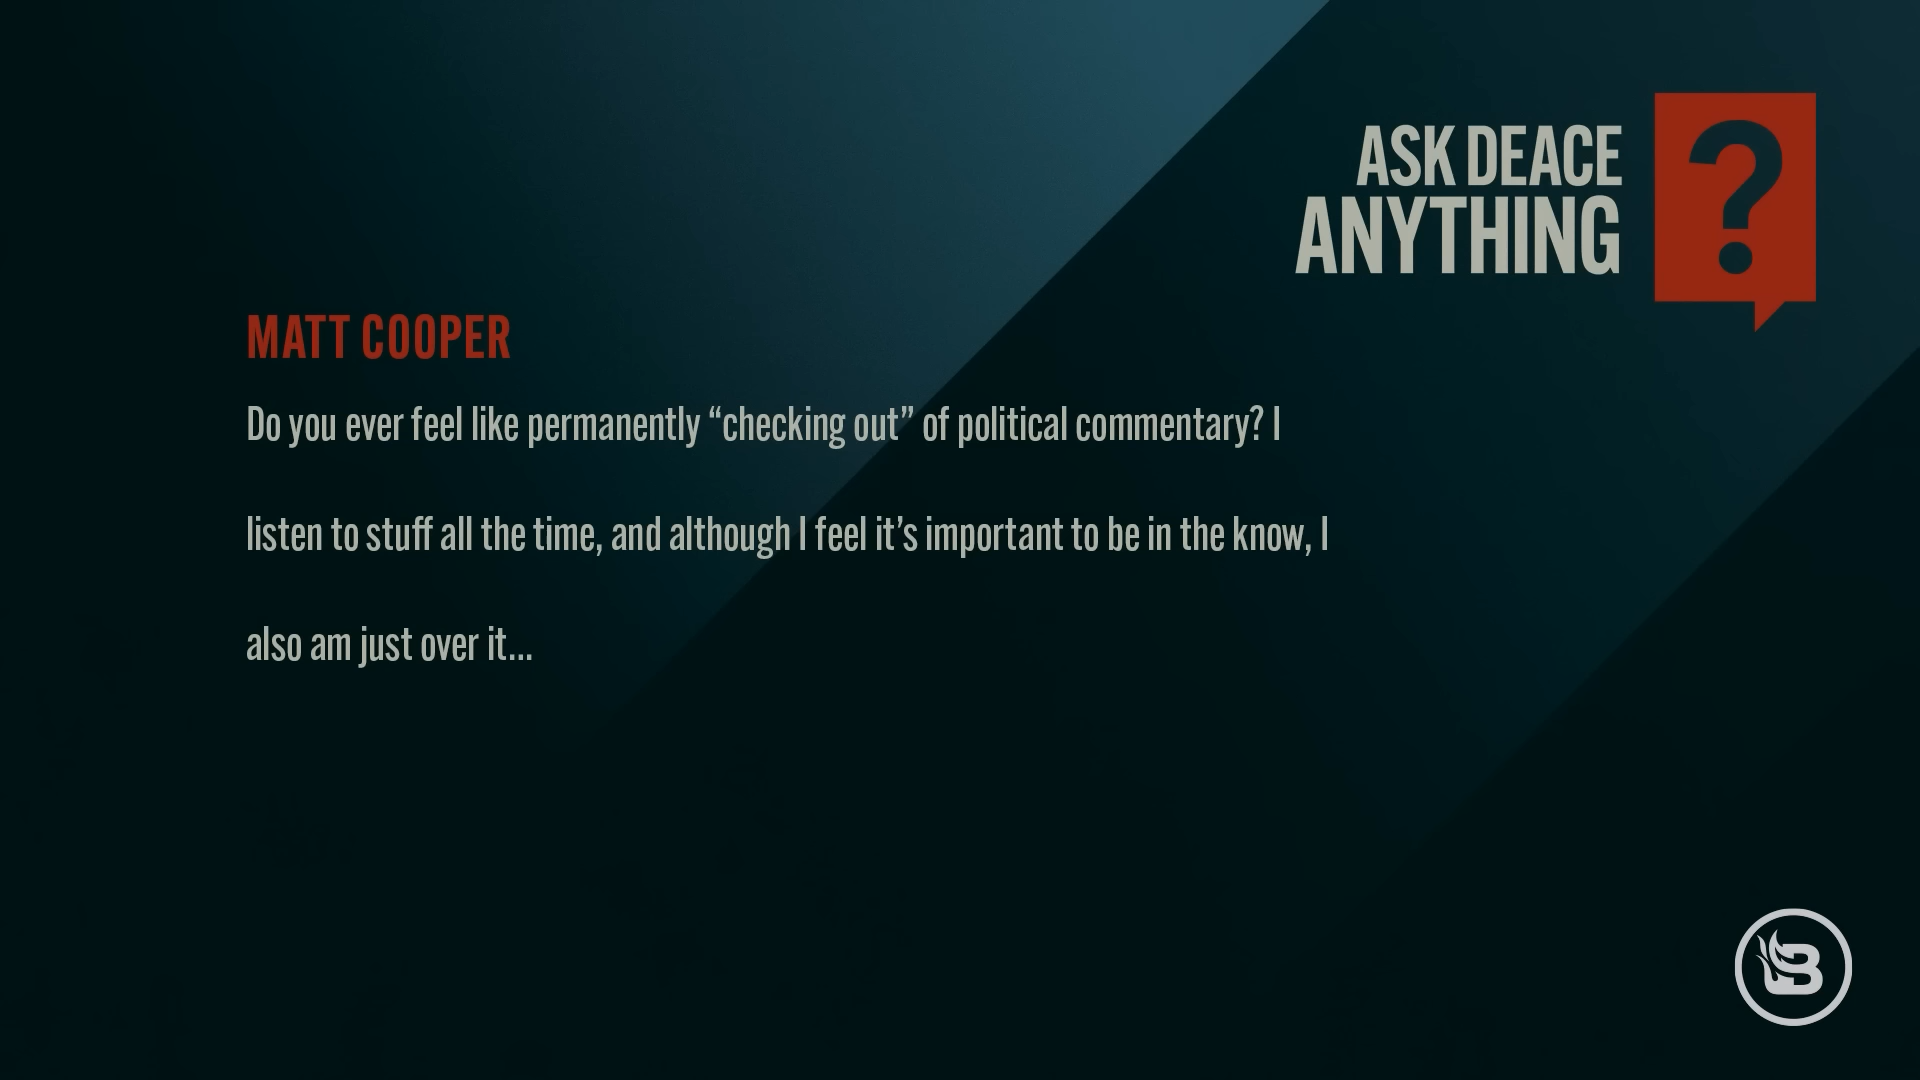 ASK DEACE
ANYTHING
?
MATT COOPER
Do you ever feel like permanently “checking out” of political commentary? I
listen to stuff all the time, and although I feel it’s important to be in the know, I
also am just over it...
B